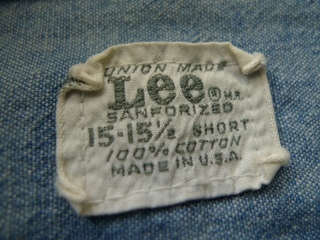 UNION MADE
Lee ® M.R.
SANFORIZED
15-15½ SHORT
100% COTTON
MADE IN U.S.A.